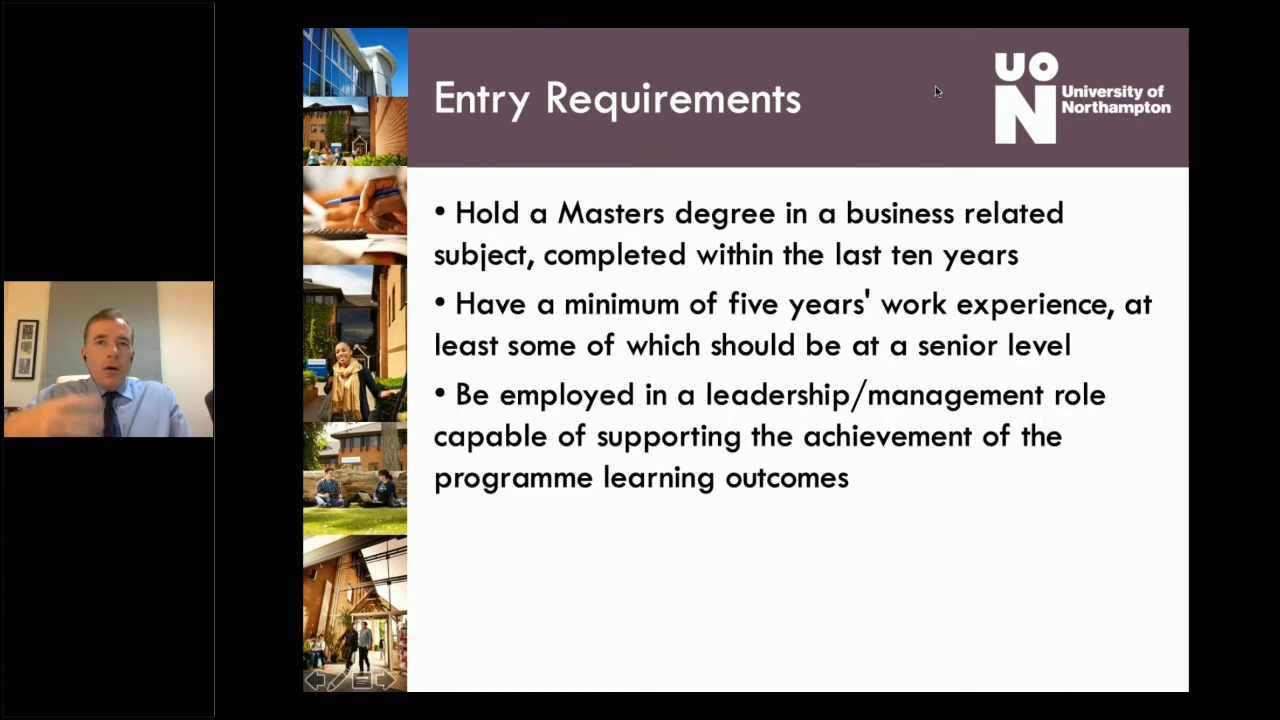 Entry Requirements
UON
University of
Northampton
• Hold a Masters degree in a business related
subject, completed within the last ten years
• Have a minimum of five years' work experience, at
least some of which should be at a senior level
• Be employed in a leadership/management role
capable of supporting the achievement of the
programme learning outcomes